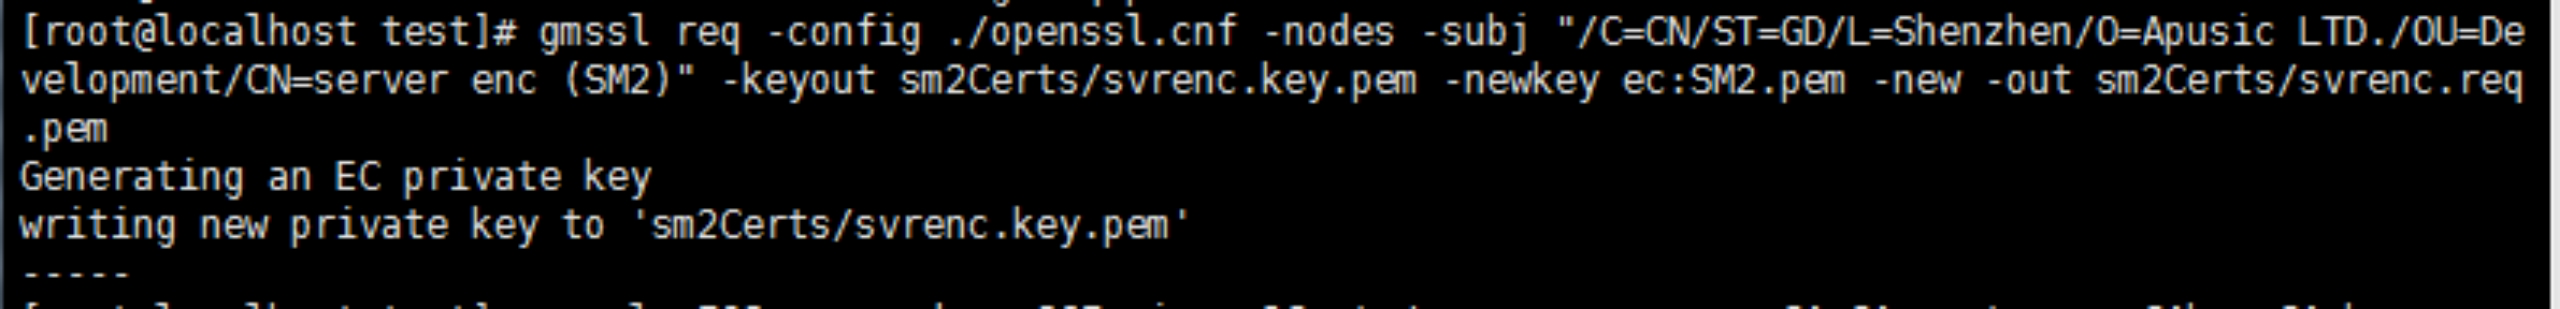 [root@localhost test]# gmssl req -config ./openssl.cnf -nodes -subj "/C=CN/ST=GD/L=Shenzhen/O=Apusic LTD./OU=De
velopment/CN=server enc (SM2)" -keyout sm2Certs/svrenc.key.pem -newkey ec:SM2.pem -new -out sm2Certs/svrenc.req
.pem
Generating an EC private key
writing new private key to 'sm2Certs/svrenc.key.pem'
-----